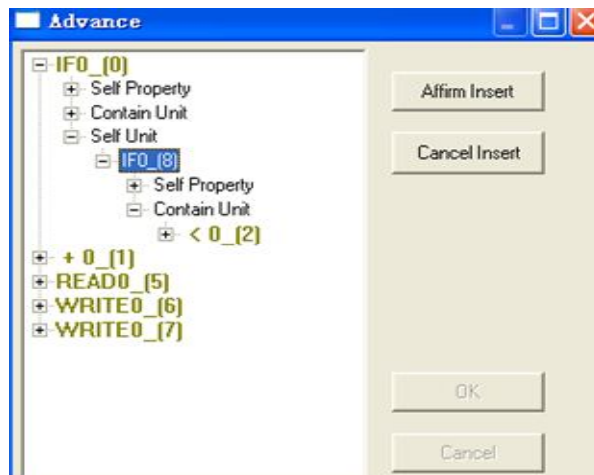 Advance
IF0_(0)
Self Property
Contain Unit
Self Unit
IF0_(8)
Self Property
Contain Unit
< 0_(2)
+ 0_(1)
READ0_(5)
WRITE0_(6)
WRITE0_(7)
Affirm Insert
Cancel Insert
OK
Cancel